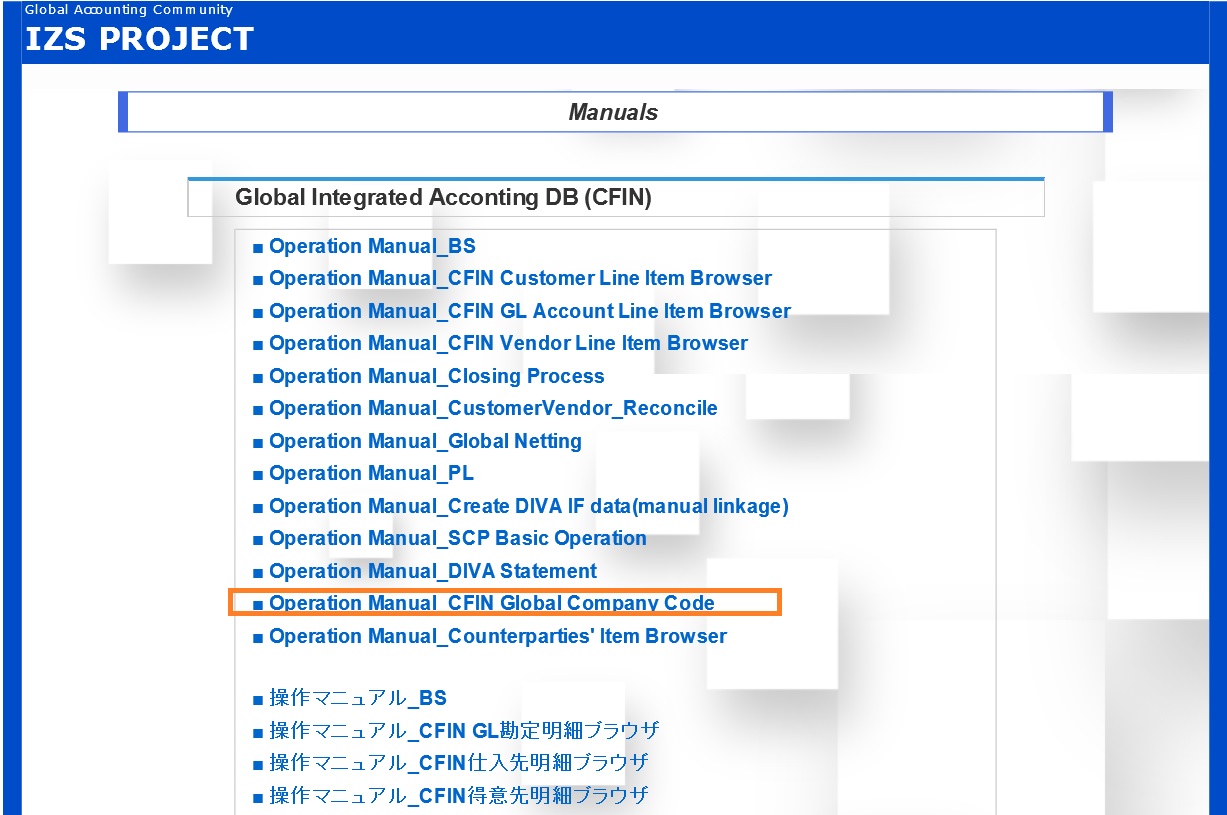 Global Accounting Community
IZS PROJECT
Manuals
Global Integrated Acconting DB (CFIN)
■ Operation Manual_BS
■ Operation Manual_CFIN Customer Line Item Browser
■ Operation Manual_CFIN GL Account Line Item Browser
■ Operation Manual_CFIN Vendor Line Item Browser
■ Operation Manual_Closing Process
■ Operation Manual_CustomerVendor_Reconcile
■ Operation Manual_Global Netting
■ Operation Manual_PL
■ Operation Manual_Create DIVA IF data(manual linkage)
■ Operation Manual_SCP Basic Operation
■ Operation Manual_DIVA Statement
■ Operation Manual_CFIN Global Company Code
■ Operation Manual_Counterparties' Item Browser
■ 操作マニュアル_BS
■ 操作マニュアル_CFIN GL勘定明細ブラウザ
■ 操作マニュアル_CFIN仕入先明細ブラウザ
■ 操作マニュアル_CFIN得意先明細ブラウザ